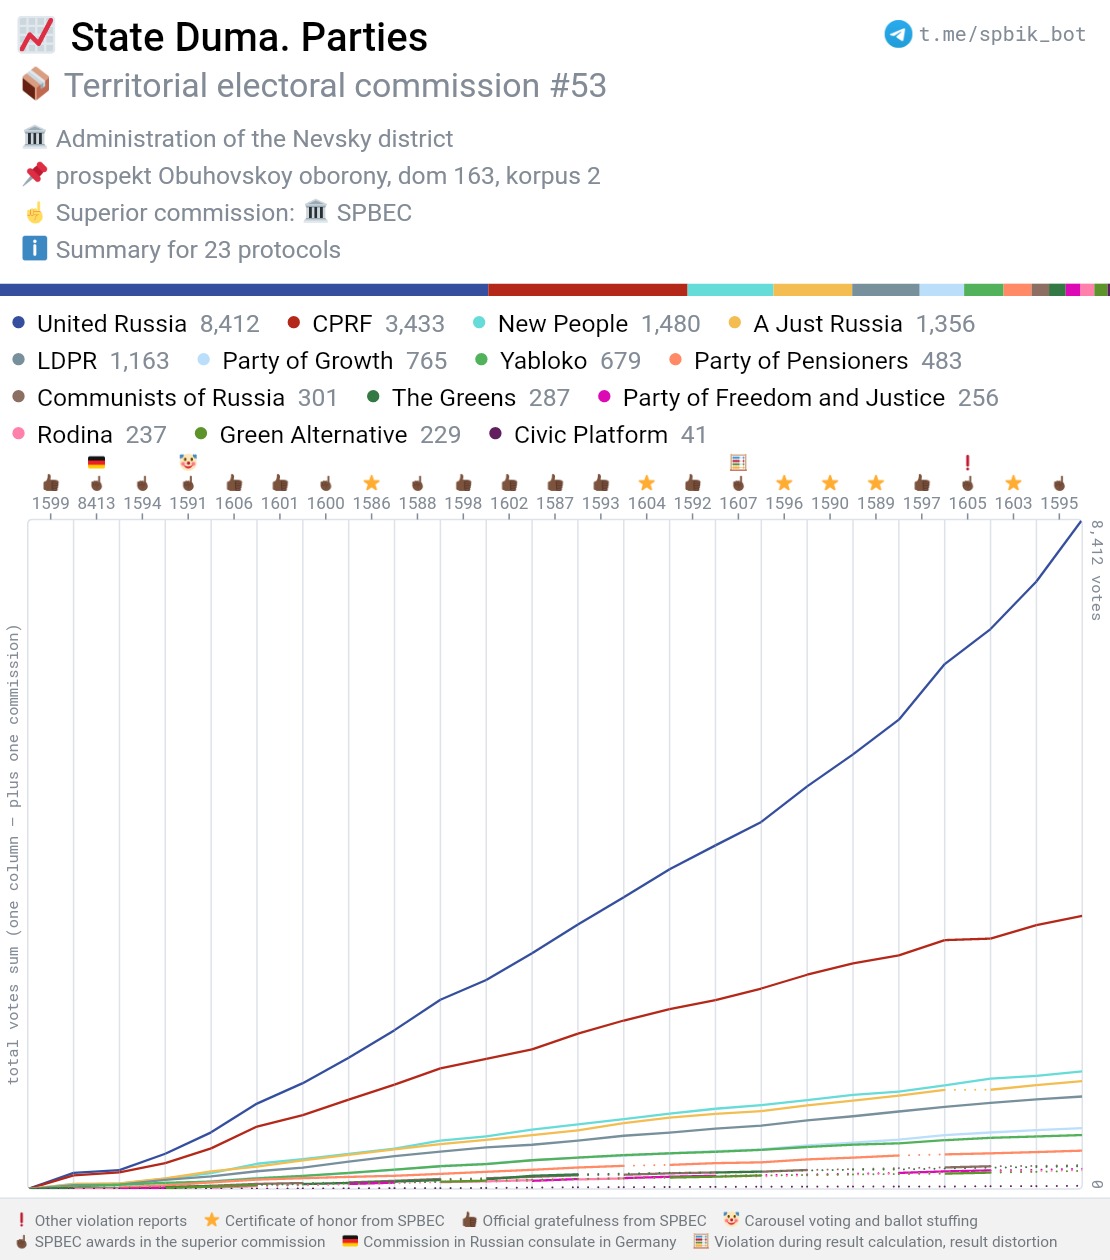 State Duma. Parties
t.me/spbik_bot
Territorial electoral commission #53
Administration of the Nevsky district
prospekt Obuhovskoy oborony, dom 163, korpus 2
Superior commission: SPBEC
Summary for 23 protocols
United Russia 8,412 CPRF 3,433 New People 1,480 A Just Russia 1,356
LDPR 1,163 Party of Growth 765 Yabloko 679 Party of Pensioners 483
Communists of Russia 301 The Greens 287 Party of Freedom and Justice 256
Rodina 237 Green Alternative 229 Civic Platform 41
1599 8413 1594 1591 1606 1601 1600 1586 1588 1598 1602 1587 1593 1604 1592 1607 1596 1590 1589 1597 1605 1603 1595
8,412 votes
total votes sum (one column – plus one commission)
0
Other violation reports Certificate of honor from SPBEC Official gratefulness from SPBEC Carousel voting and ballot stuffing
SPBEC awards in the superior commission Commission in Russian consulate in Germany Violation during result calculation, result distortion